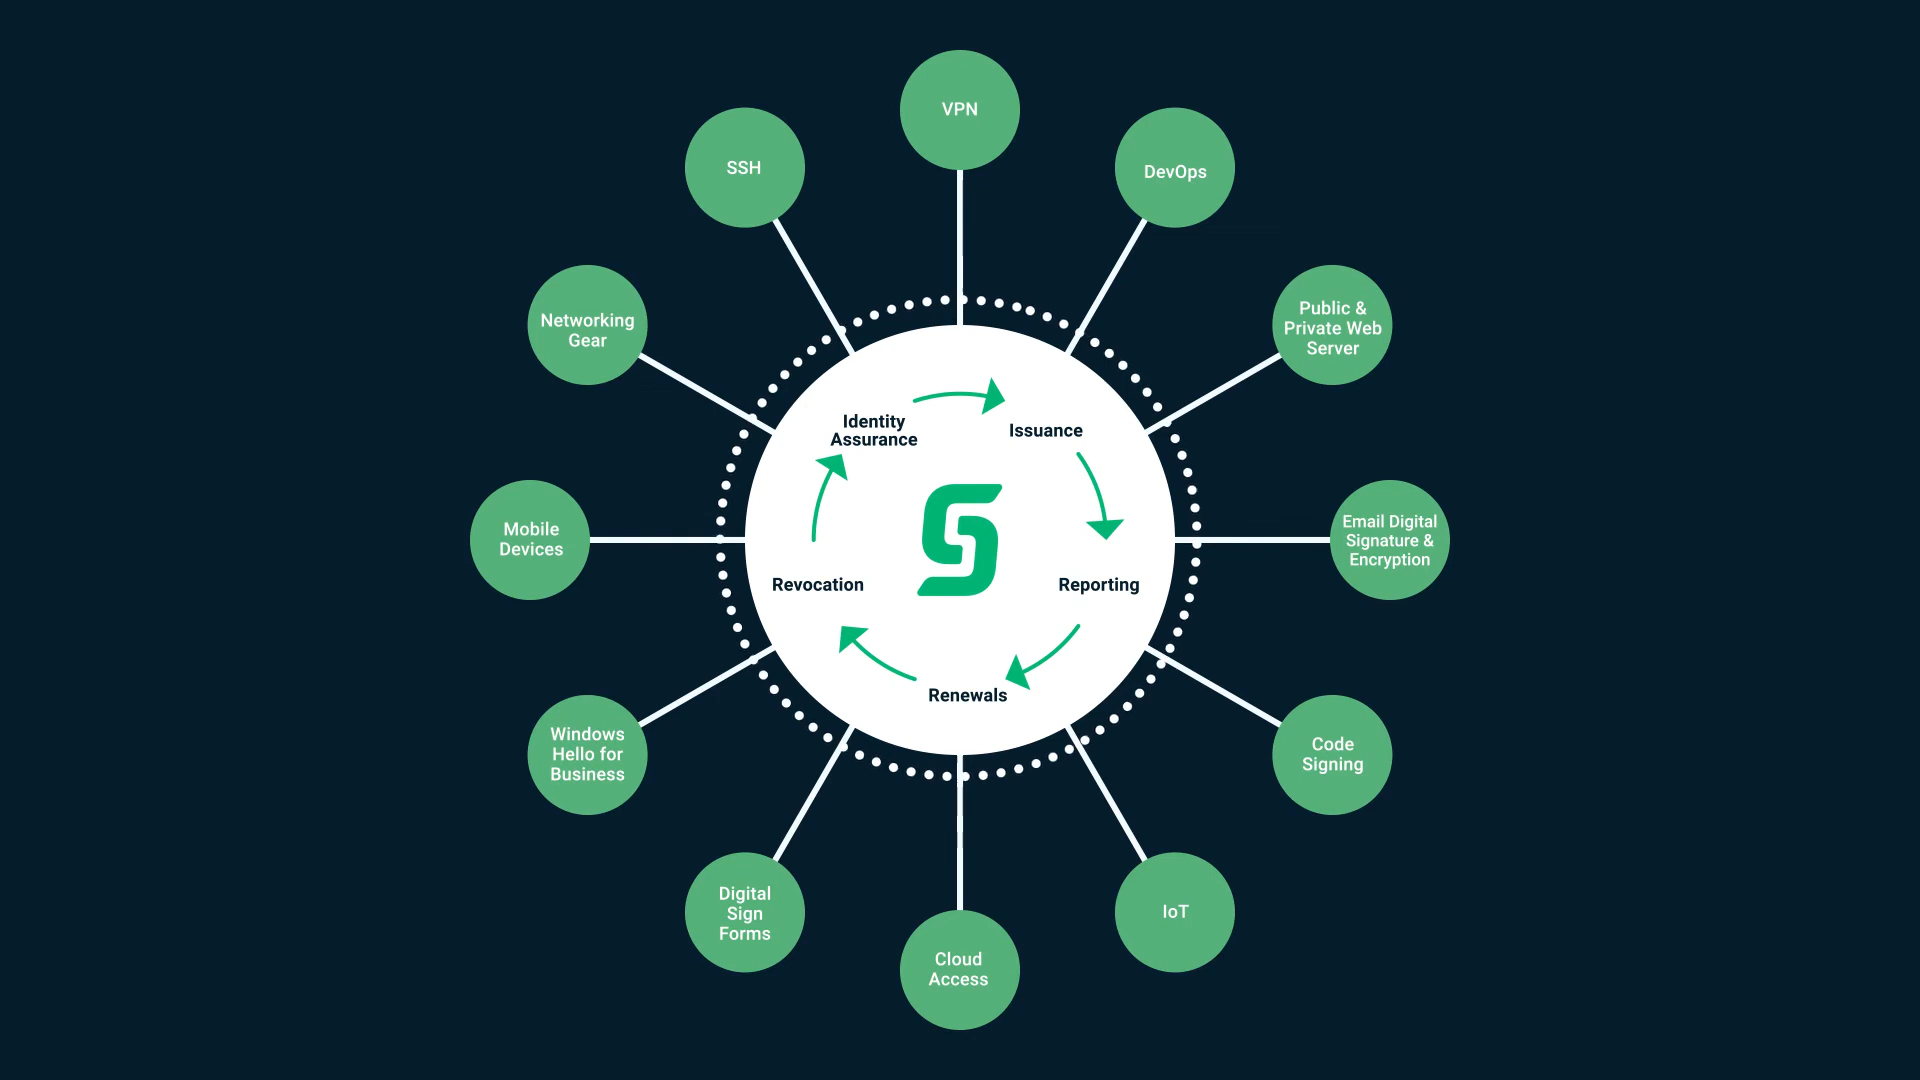 VPN
SSH
DevOps
Networking
Gear
Public &
Private Web
Server
Identity
Assurance
Issuance
Mobile
Devices
Email Digital
Signature &
Encryption
Revocation
Reporting
Renewals
Windows
Hello for
Business
Code
Signing
Digital
Sign
Forms
IoT
Cloud
Access